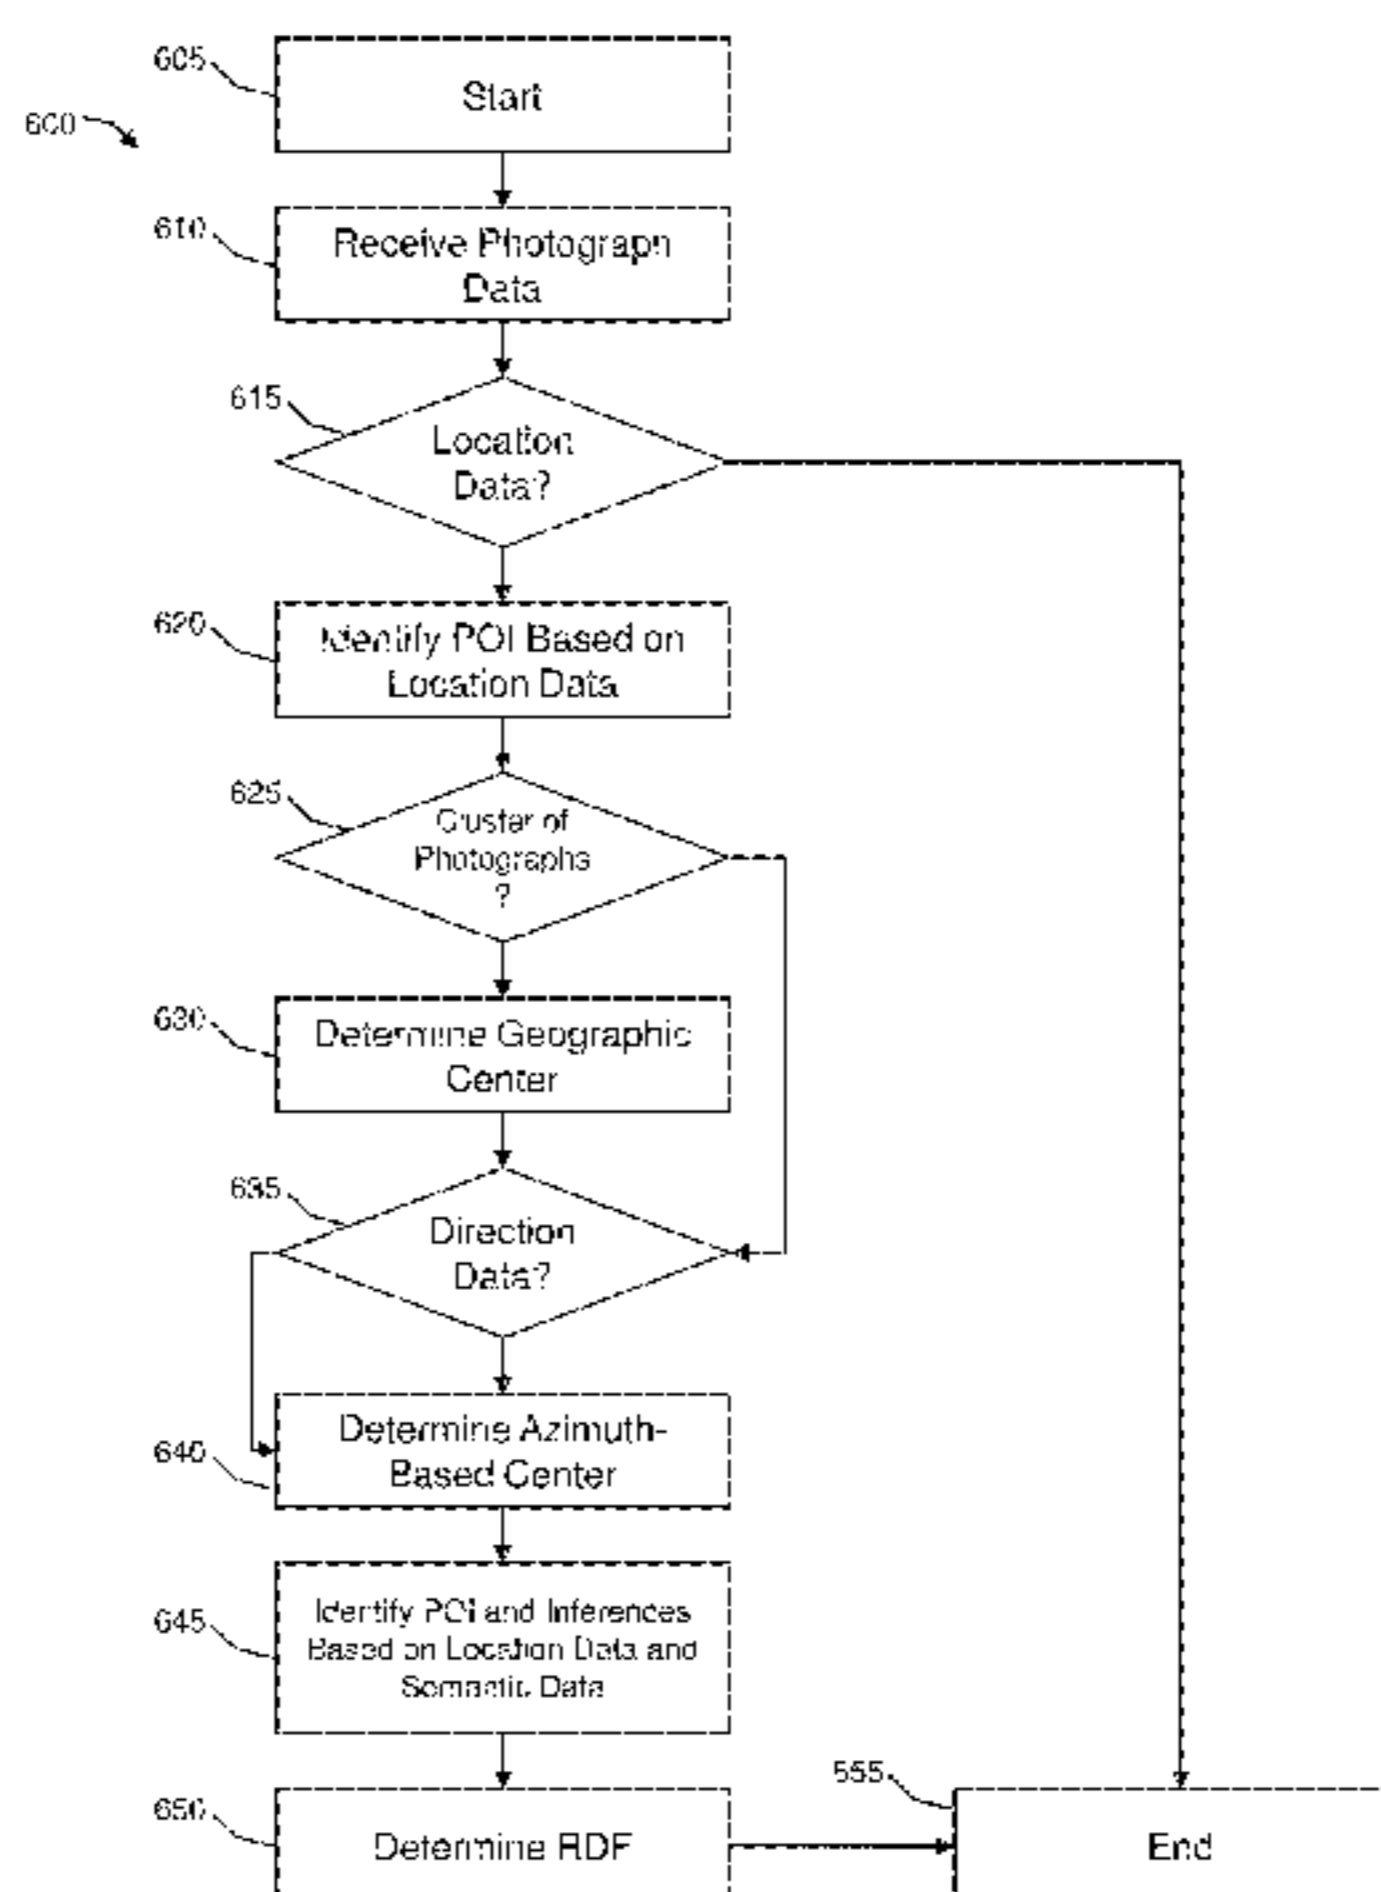 605
Start
600
610
Receive Photograph
Data
615
Location
Data?
620
Identify POI Based on
Location Data
625
Cluster of
Photographs
?
630
Determine Geographic
Center
635
Direction
Data?
640
Determine Azimuth-
Based Center
645
Identify POI and Inferences
Based on Location Data and
Semantic Data
650
Determine RDF
555
End